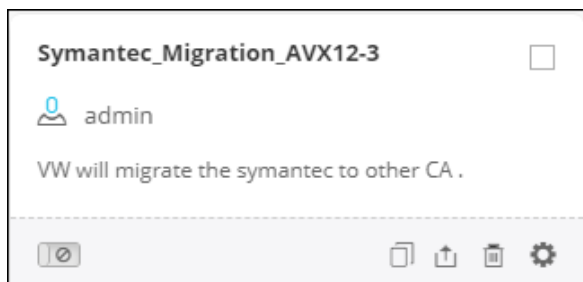 Symantec_Migration_AVX12-3
admin
VW will migrate the symantec to other CA .